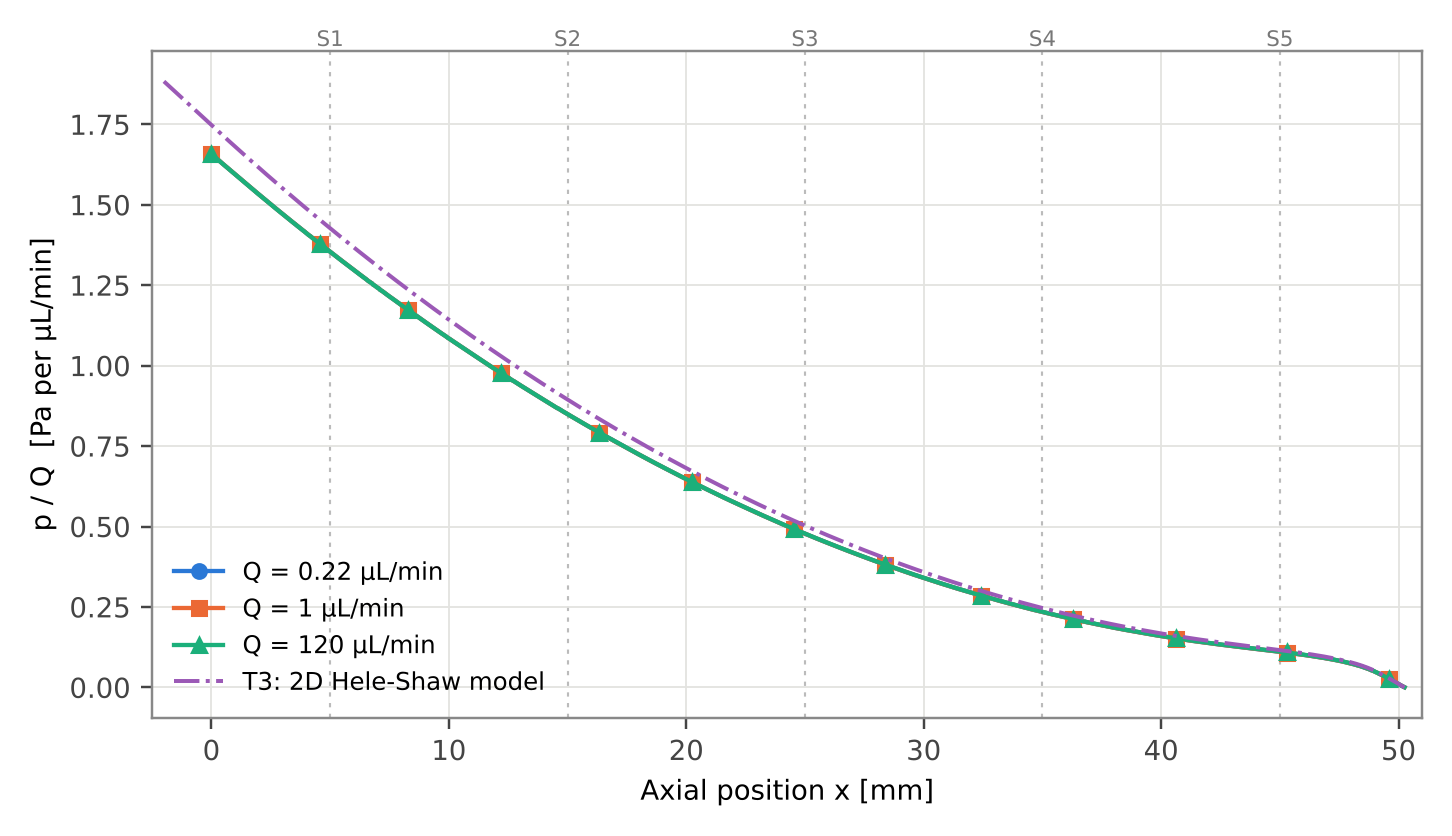 S1 S2 S3 S4 S5
1.75
1.50
1.25
1.00
0.75
0.50
0.25
0.00
p / Q [Pa per µL/min]
Q = 0.22 µL/min
Q = 1 µL/min
Q = 120 µL/min
T3: 2D Hele-Shaw model
0 10 20 30 40 50
Axial position x [mm]